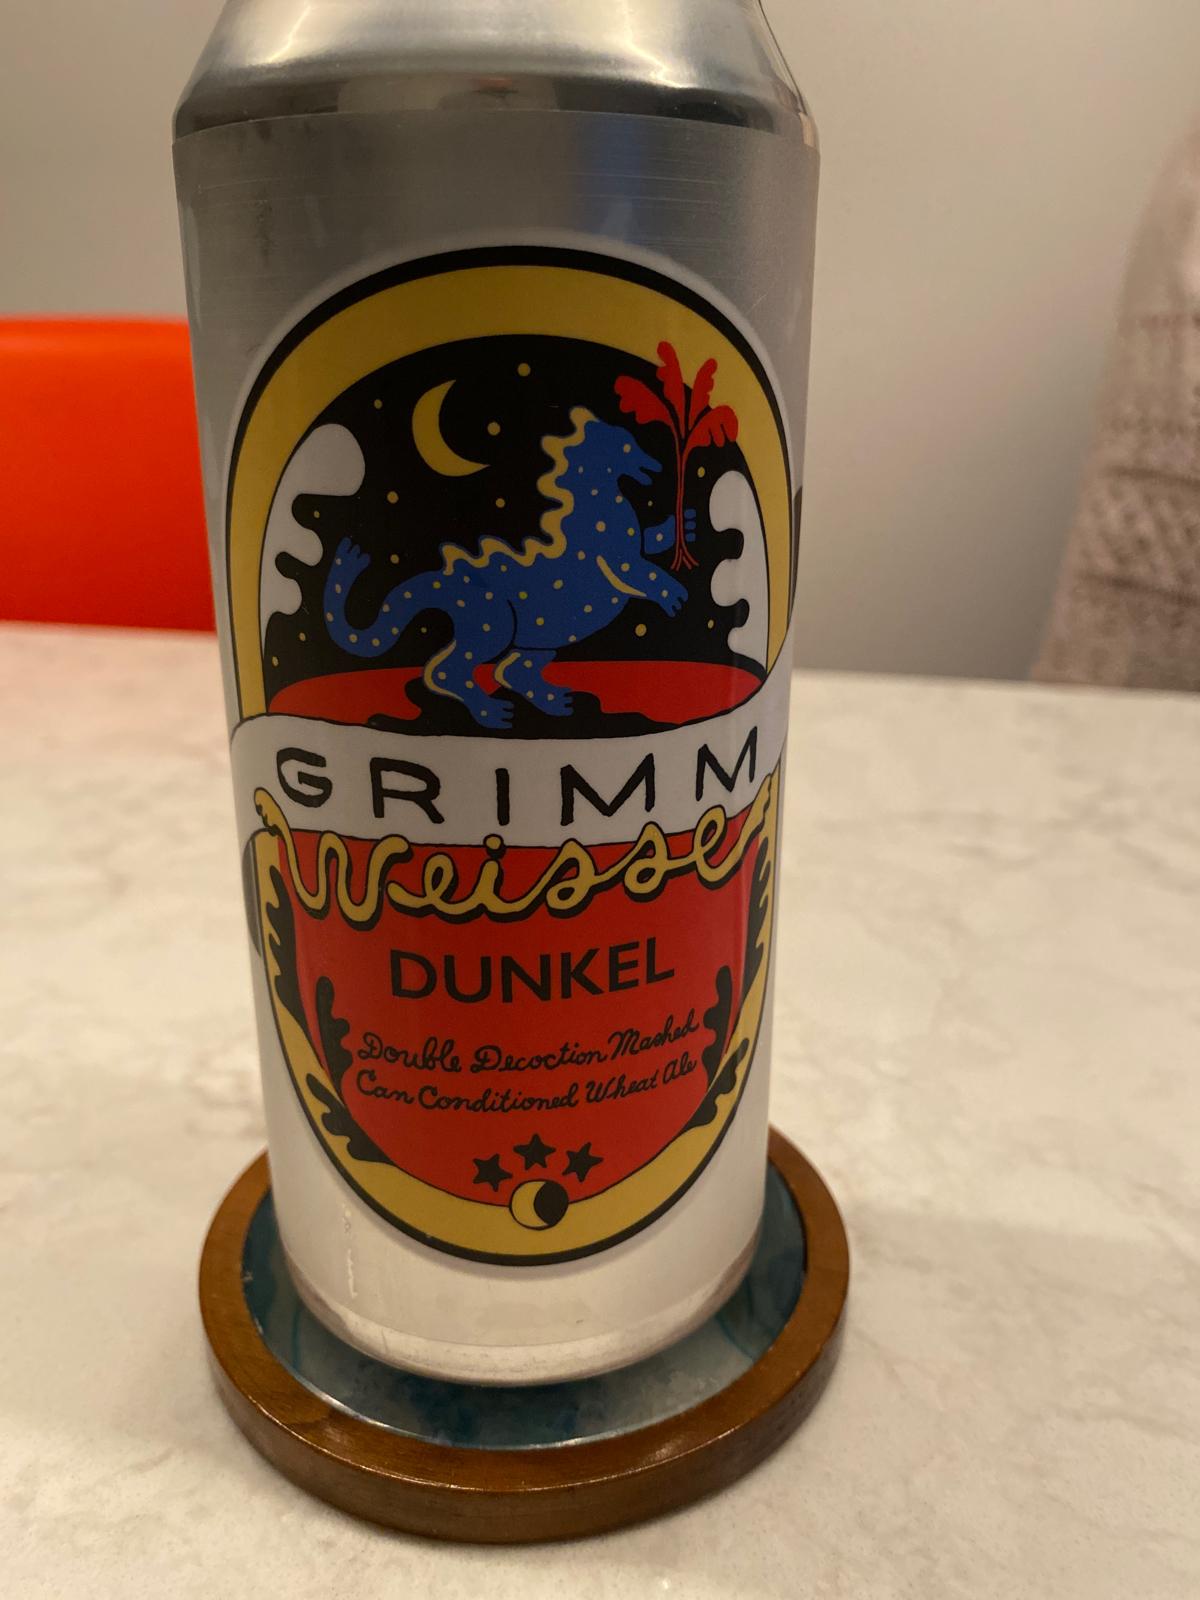 GRIMM
Weisse
DUNKEL
Double Decoction Mashed
Can Conditioned Wheat Ale